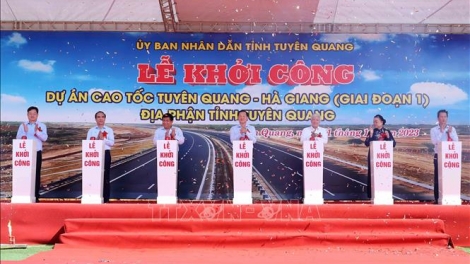 ỦY BAN NHÂN DÂN TỈNH TUYÊN QUANG
LỄ KHỞI CÔNG
DỰ ÁN CAO TỐC TUYÊN QUANG - HÀ GIANG (GIAI ĐOẠN 1)
ĐỊA PHẬN TỈNH TUYÊN QUANG
Quang, 2023
LỄ KHỞI CÔNG
LỄ KHỞI CÔNG
LỄ KHỞI CÔNG
LỄ KHỞI CÔNG
LỄ KHỞI CÔNG
LỄ KHỞI CÔNG
LỄ KHỞI CÔNG